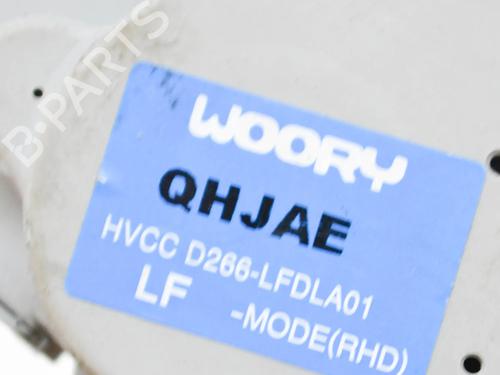 B-PARTS
WOORY
QHJAE
HVCC D266-LFDLA01
LF -MODE(RHD)